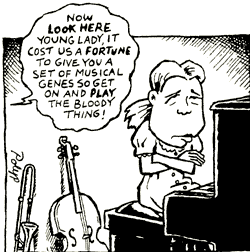 NOW
LOOK HERE
YOUNG LADY, IT
COST US A FORTUNE
TO GIVE YOU A
SET OF MUSICAL
GENES SO GET
ON AND PLAY
THE BLOODY
THING!